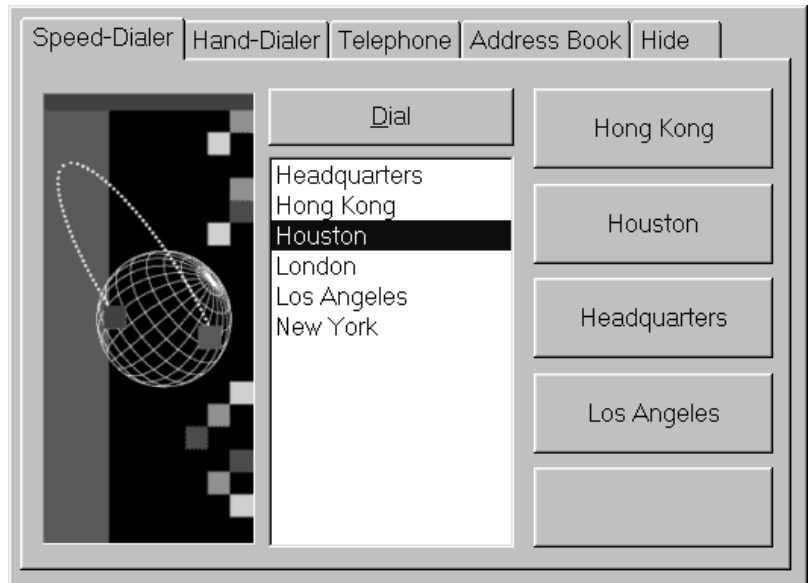 Speed-Dialer Hand-Dialer Telephone Address Book Hide
Dial
Headquarters
Hong Kong
Houston
London
Los Angeles
New York
Hong Kong
Houston
Headquarters
Los Angeles